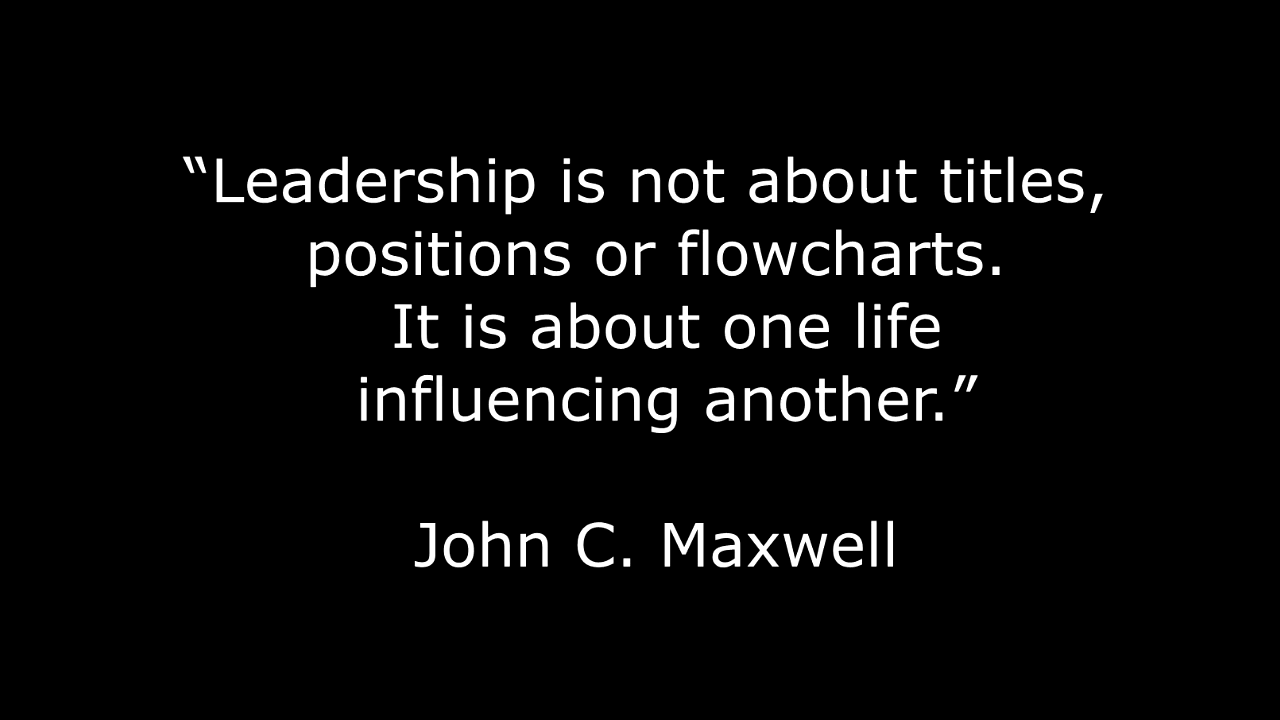 “Leadership is not about titles,
positions or flowcharts.
It is about one life
influencing another.”
John C. Maxwell